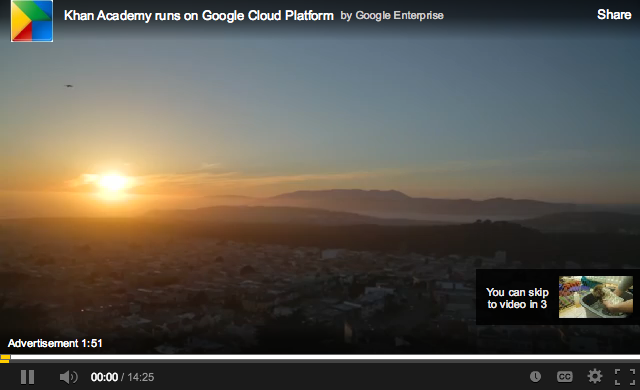 Khan Academy runs on Google Cloud Platform by Google Enterprise
Share
You can skip
to video in 3
Advertisement 1:51
00:00 / 14:25
CC